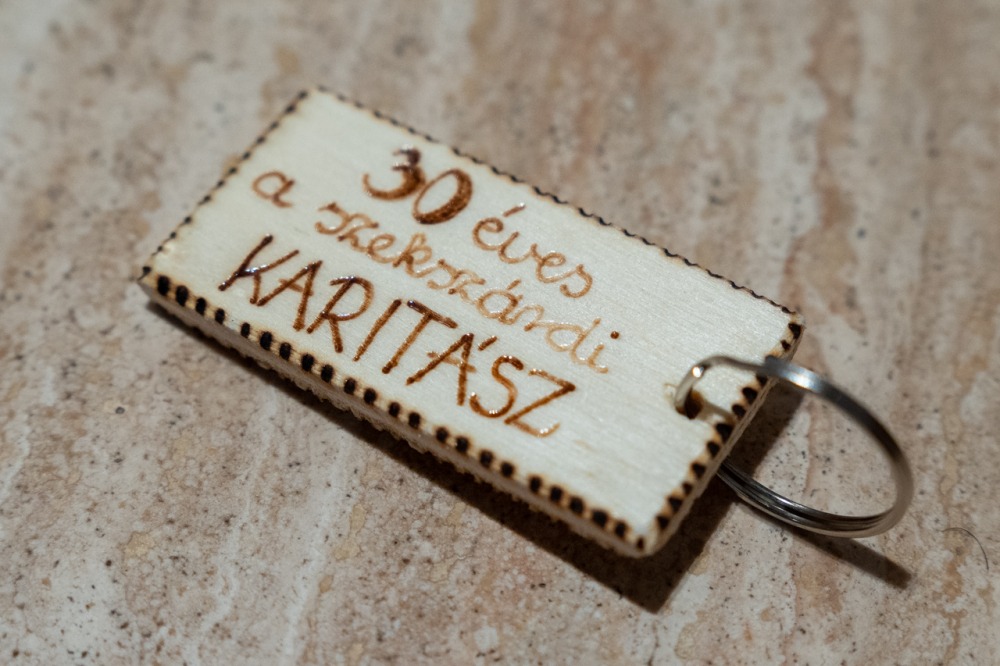 30 éves
a szekszárdi
KARITÁSZ